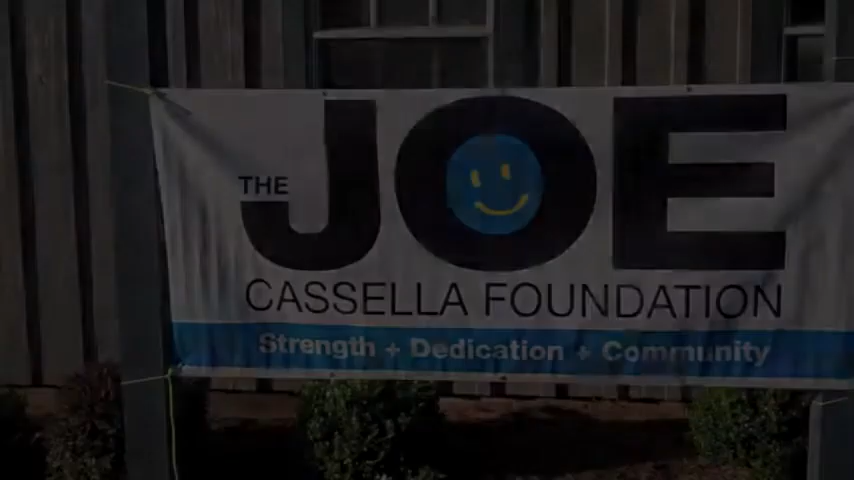 THE JOE
CASSELLA FOUNDATION
Strength + Dedication + Community